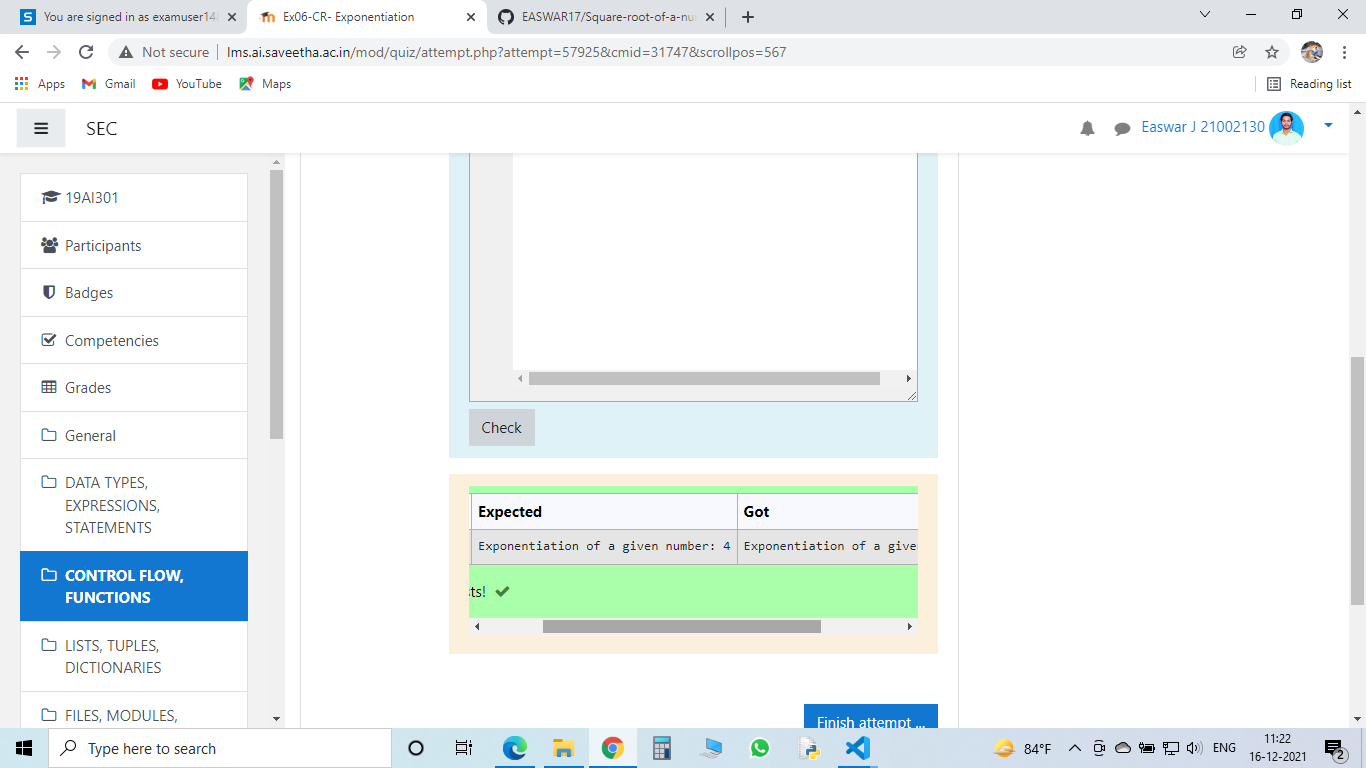 You are signed in as examuser14
Ex06-CR- Exponentiation
EASWAR17/Square-root-of-a-nu
Not secure | lms.ai.saveetha.ac.in/mod/quiz/attempt.php?attempt=57925&cmid=31747&scrollpos=567
Apps Gmail YouTube Maps Reading list
SEC Easwar J 21002130
19AI301
Participants
Badges
Competencies
Grades
General
DATA TYPES,
EXPRESSIONS,
STATEMENTS
CONTROL FLOW,
FUNCTIONS
LISTS, TUPLES,
DICTIONARIES
FILES, MODULES,
Check
Expected Got
Exponentiation of a given number: 4 Exponentiation of a give
ts!
Finish attempt ...
Type here to search
84°F
ENG
11:22
16-12-2021
2